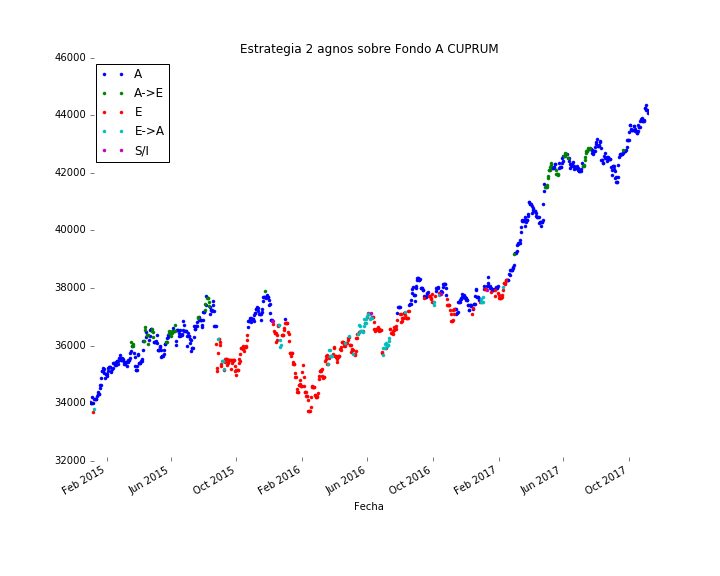 Estrategia 2 agnos sobre Fondo A CUPRUM
46000
44000
42000
40000
38000
36000
34000
32000
A
A->E
E
E->A
S/I
Feb 2015
Jun 2015
Oct 2015
Feb 2016
Jun 2016
Oct 2016
Feb 2017
Jun 2017
Oct 2017
Fecha